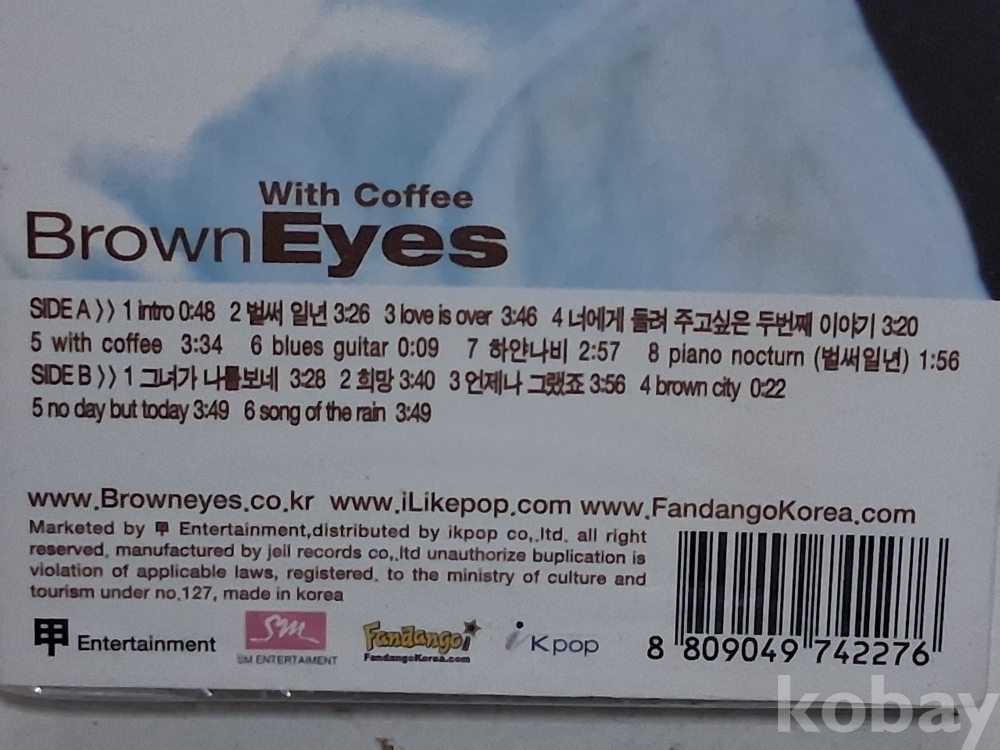 With Coffee
BrownEyes
SIDE A 》 1 intro 0:48 2 벌써 일년 3:26 3 love is over 3:46 4 너에게 들려 주고싶은 두번째 이야기 3:20
5 with coffee 3:34 6 blues guitar 0:09 7 하얀나비 2:57 8 piano nocturn (벌써일년) 1:56
SIDE B 》 1 그녀가 나를보네 3:28 2 희망 3:40 3 언제나 그랬죠 3:56 4 brown city 0:22
5 no day but today 3:49 6 song of the rain 3:49
www.Browneyes.co.kr www.iLikepop.com www.FandangoKorea.com
Marketed by 甲 Entertainment,distributed by ikpop co,.ltd. all right
reserved, manufactured by jeil records co,.ltd unauthorize buplication is
violation of applicable laws, registered. to the ministry of culture and
tourism under no.127, made in korea
甲 Entertainment
SM
SM ENTERTAIMENT
Fandango
FandangoKorea.com
iKpop
8 809049 742276
kobay